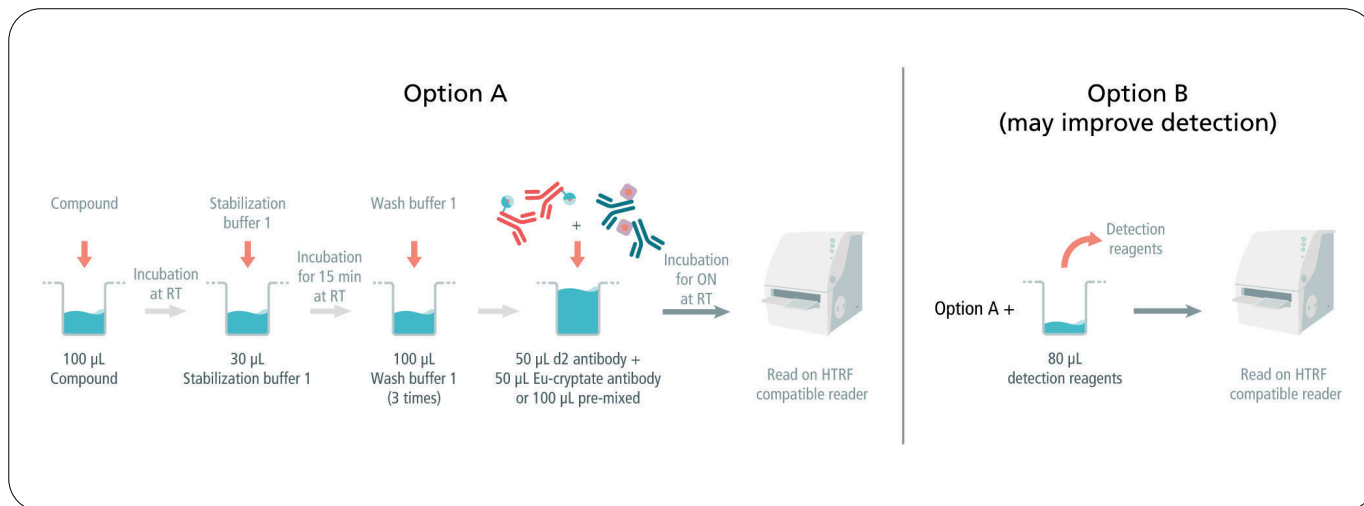 Option A
Compound
Stabilization
buffer 1
Wash buffer 1
+
Incubation
at RT
Incubation
for 15 min
at RT
Incubation
for ON
at RT
100 µL
Compound
30 µL
Stabilization buffer 1
100 µL
Wash buffer 1
(3 times)
50 µL d2 antibody +
50 µL Eu-cryptate antibody
or 100 µL pre-mixed
Read on HTRF
compatible reader
Option B
(may improve detection)
Detection
reagents
Option A +
80 µL
detection reagents
Read on HTRF
compatible reader